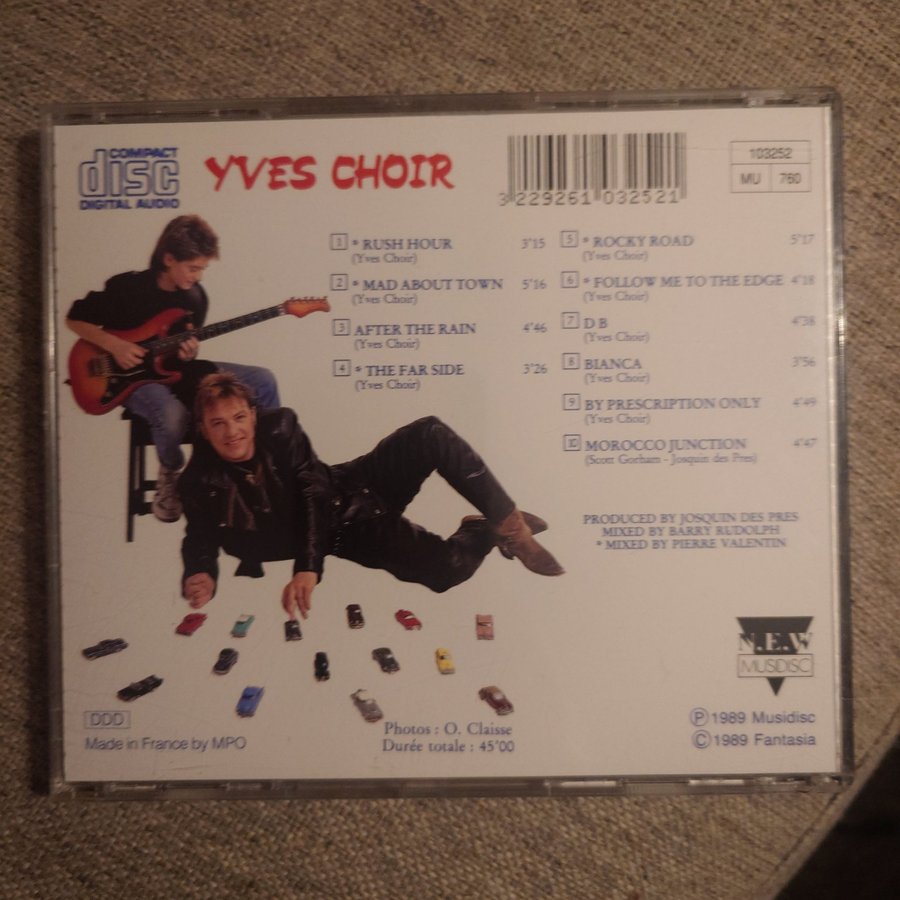 COMPACT
disc
DIGITAL AUDIO
YVES CHOIR
3 229261 032521
103252
MU 760
1 * RUSH HOUR 3'15
(Yves Choir)
2 * MAD ABOUT TOWN 5'16
(Yves Choir)
3 AFTER THE RAIN 4'46
(Yves Choir)
4 * THE FAR SIDE 3'26
(Yves Choir)
5 * ROCKY ROAD 5'17
(Yves Choir)
6 * FOLLOW ME TO THE EDGE 4'18
(Yves Choir)
7 D B 4'38
(Yves Choir)
8 BIANCA 3'56
(Yves Choir)
9 BY PRESCRIPTION ONLY 4'49
(Yves Choir)
10 MOROCCO JUNCTION 4'47
(Scott Gorham - Josquin des Pres)
PRODUCED BY JOSQUIN DES PRES
MIXED BY BARRY RUDOLPH
* MIXED BY PIERRE VALENTIN
N.E.W
MUSIDISC
DDD
Made in France by MPO
Photos : O. Claisse
Durée totale : 45'00
Ⓟ 1989 Musidisc
© 1989 Fantasia